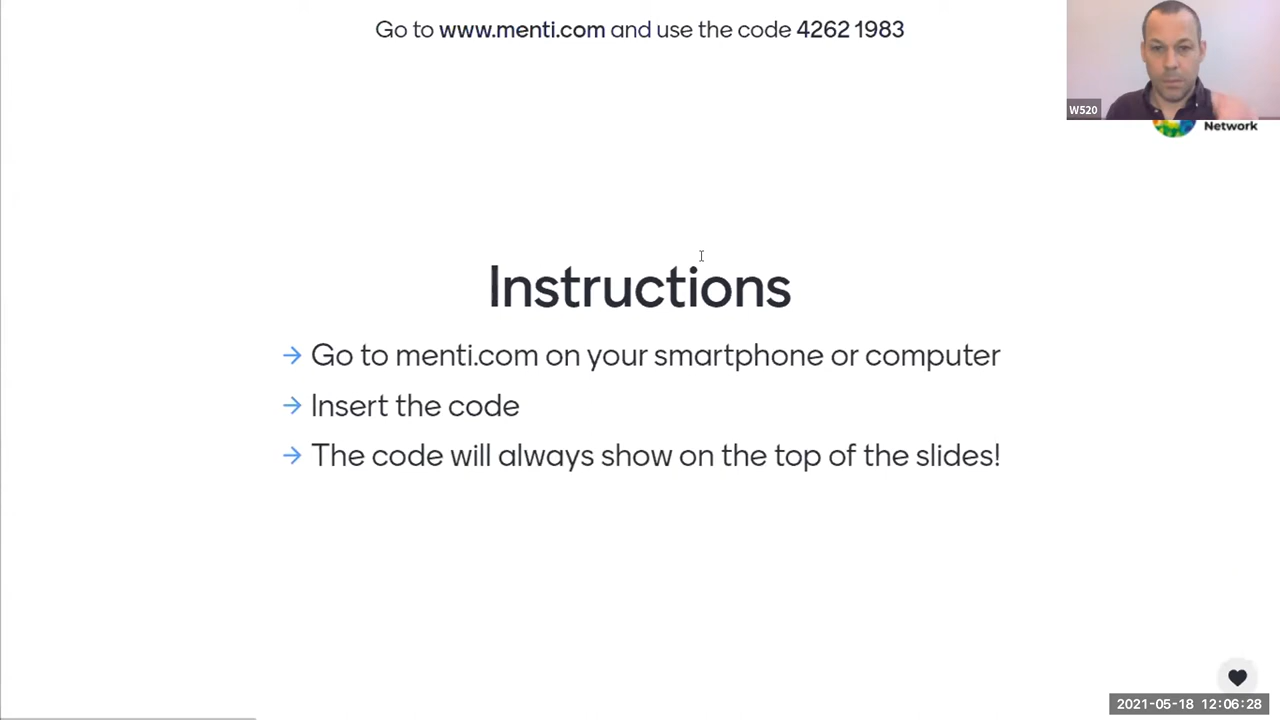 Go to www.menti.com and use the code 4262 1983
W520
Network
Instructions
→ Go to menti.com on your smartphone or computer
→ Insert the code
→ The code will always show on the top of the slides!
2021-05-18 12:06:28